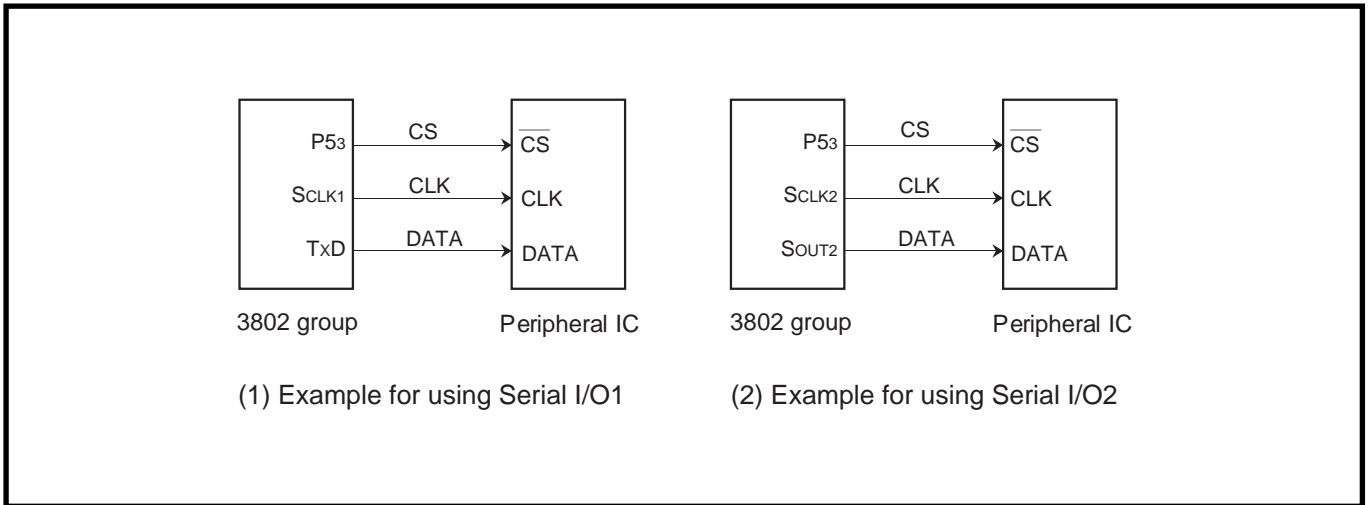 P53 CS CS
SCLK1 CLK CLK
TXD DATA DATA
3802 group Peripheral IC
(1) Example for using Serial I/O1
P53 CS CS
SCLK2 CLK CLK
SOUT2 DATA DATA
3802 group Peripheral IC
(2) Example for using Serial I/O2